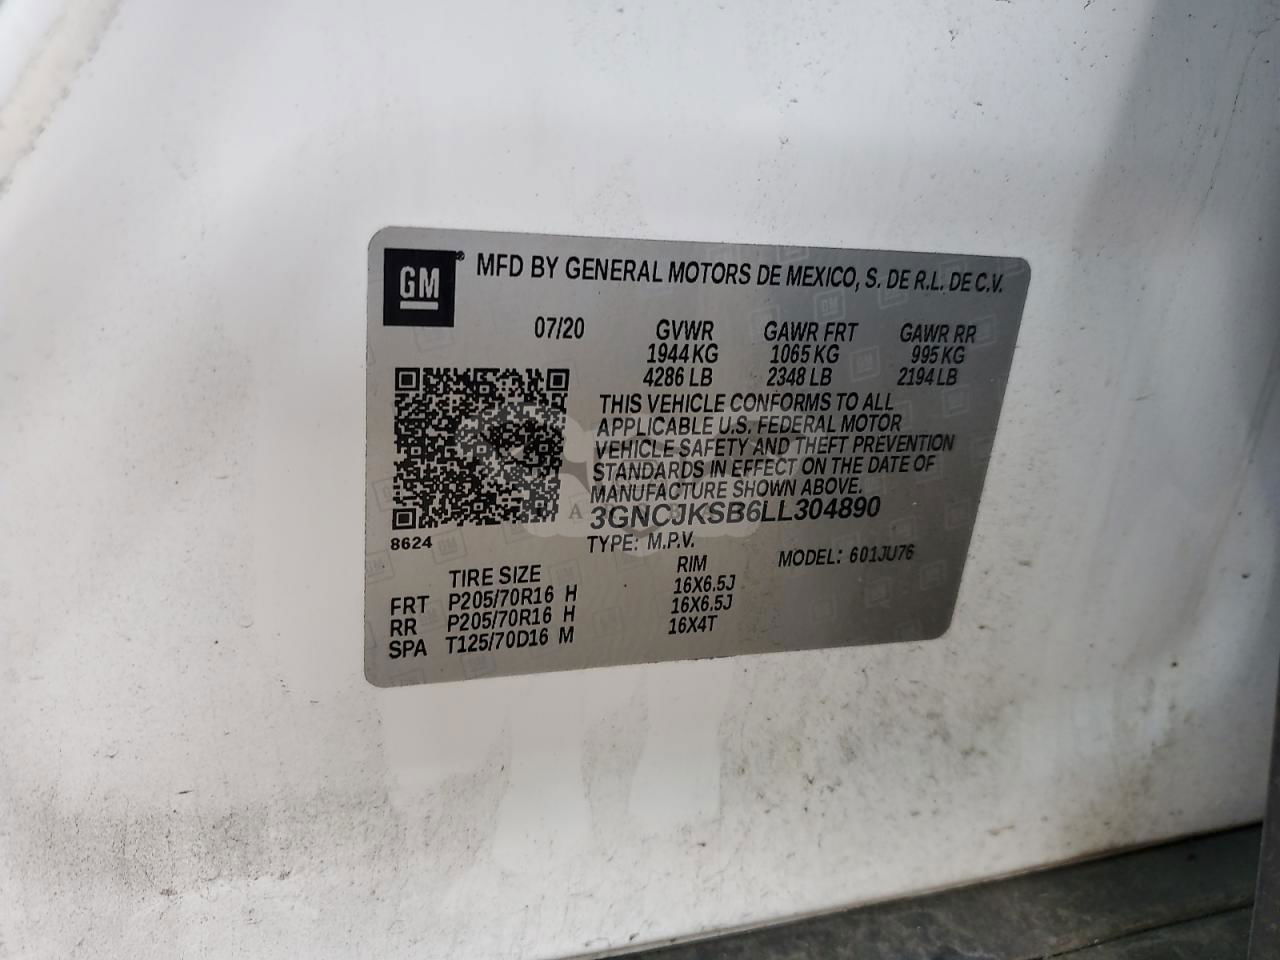 GM® MFD BY GENERAL MOTORS DE MEXICO, S. DE R.L. DE C.V.
07/20 GVWR GAWR FRT GAWR RR
1944 KG 1065 KG 995 KG
4286 LB 2348 LB 2194 LB
THIS VEHICLE CONFORMS TO ALL
APPLICABLE U.S. FEDERAL MOTOR
VEHICLE SAFETY AND THEFT PREVENTION
STANDARDS IN EFFECT ON THE DATE OF
MANUFACTURE SHOWN ABOVE.
3GNCJKSB6LL304890
8624 TYPE: M.P.V. MODEL: 601JU76
TIRE SIZE RIM
FRT P205/70R16 H 16X6.5J
RR P205/70R16 H 16X6.5J
SPA T125/70D16 M 16X4T